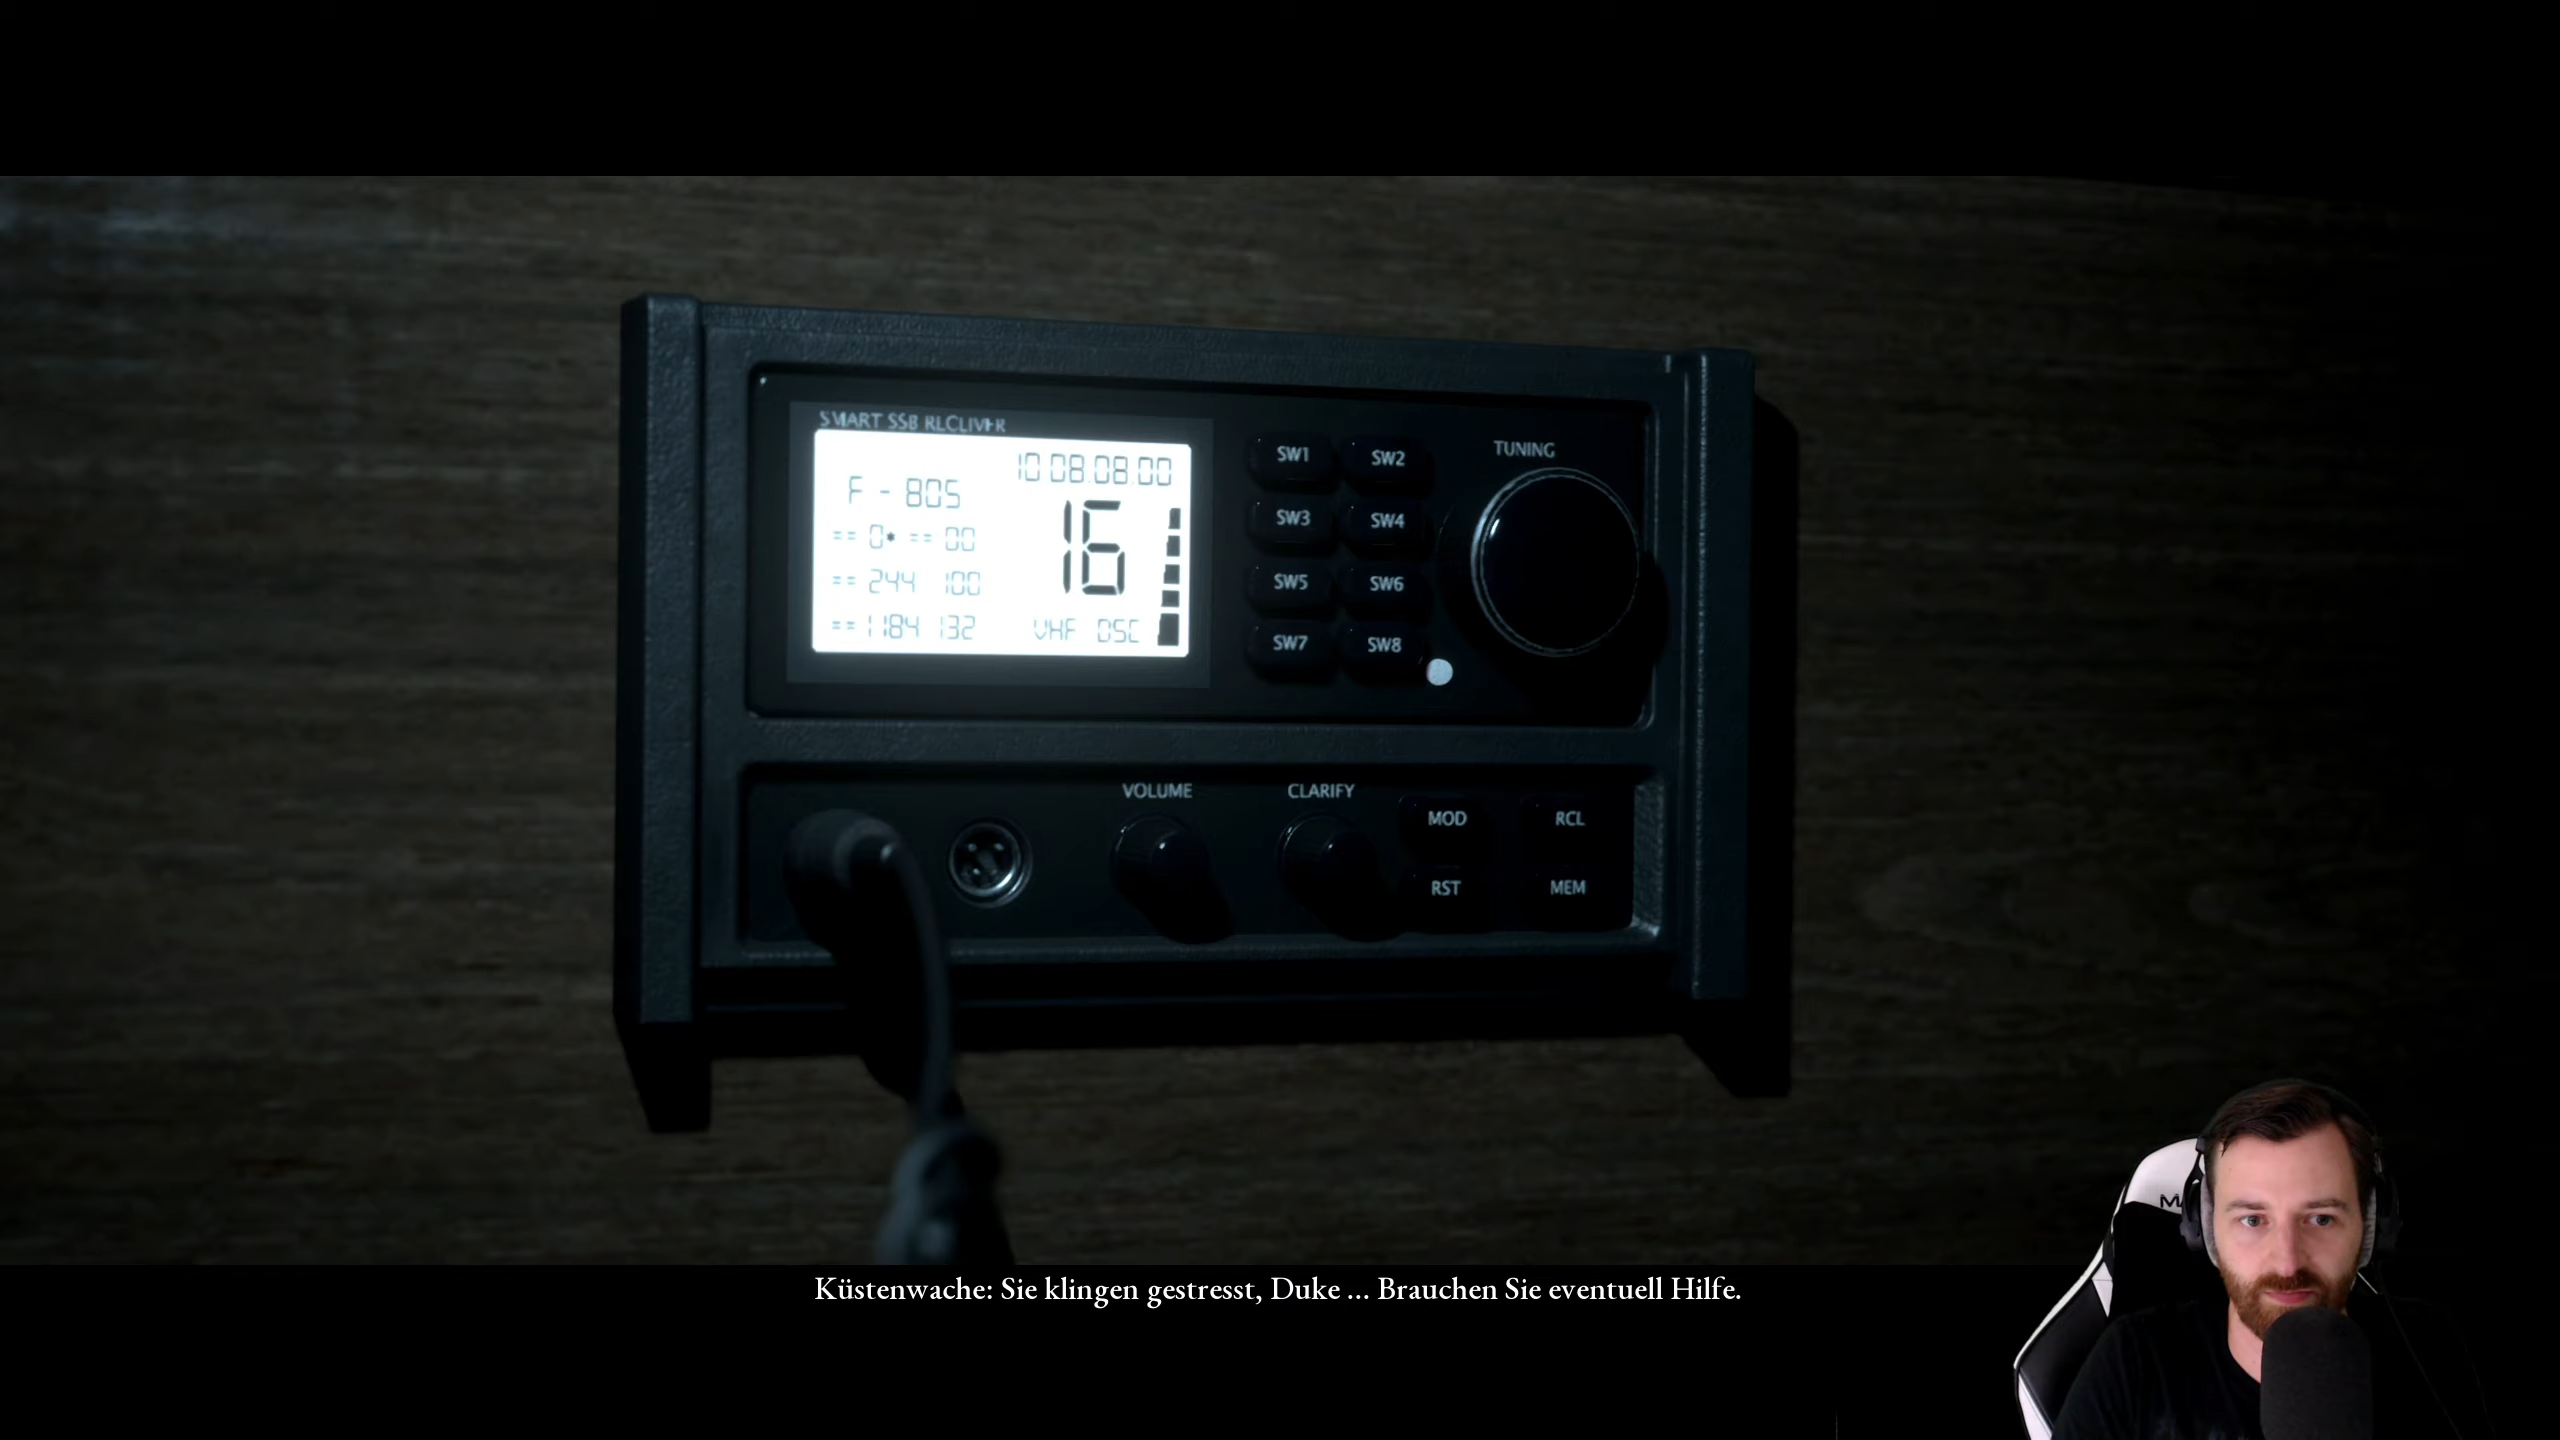 SMART SSB RECEIVER
10 08.08.00
F - 805
16
== 0* == 00
== 244 100
==1184 132
VHF DSC
SW1 SW2
SW3 SW4
SW5 SW6
SW7 SW8
TUNING
VOLUME CLARIFY
MOD RCL
RST MEM
Küstenwache: Sie klingen gestresst, Duke ... Brauchen Sie eventuell Hilfe.